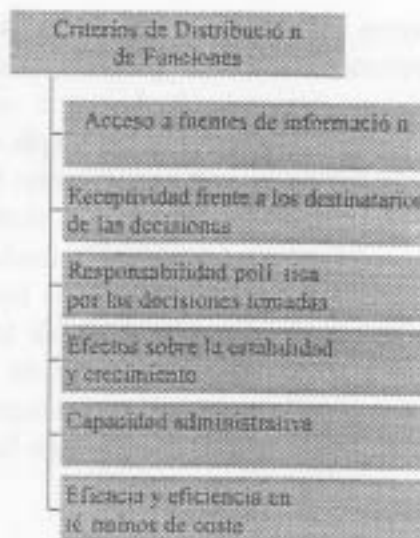 Criterios de Distribució n
de Funciones
Acceso a fuentes de informació n
Receptividad frente a los destinatarios
de las decisiones
Responsabilidad polí tica
por las decisiones tomadas
Efectos sobre la estabilidad
y crecimiento
Capacidad administrativa
Eficacia y eficiencia en
té rminos de coste